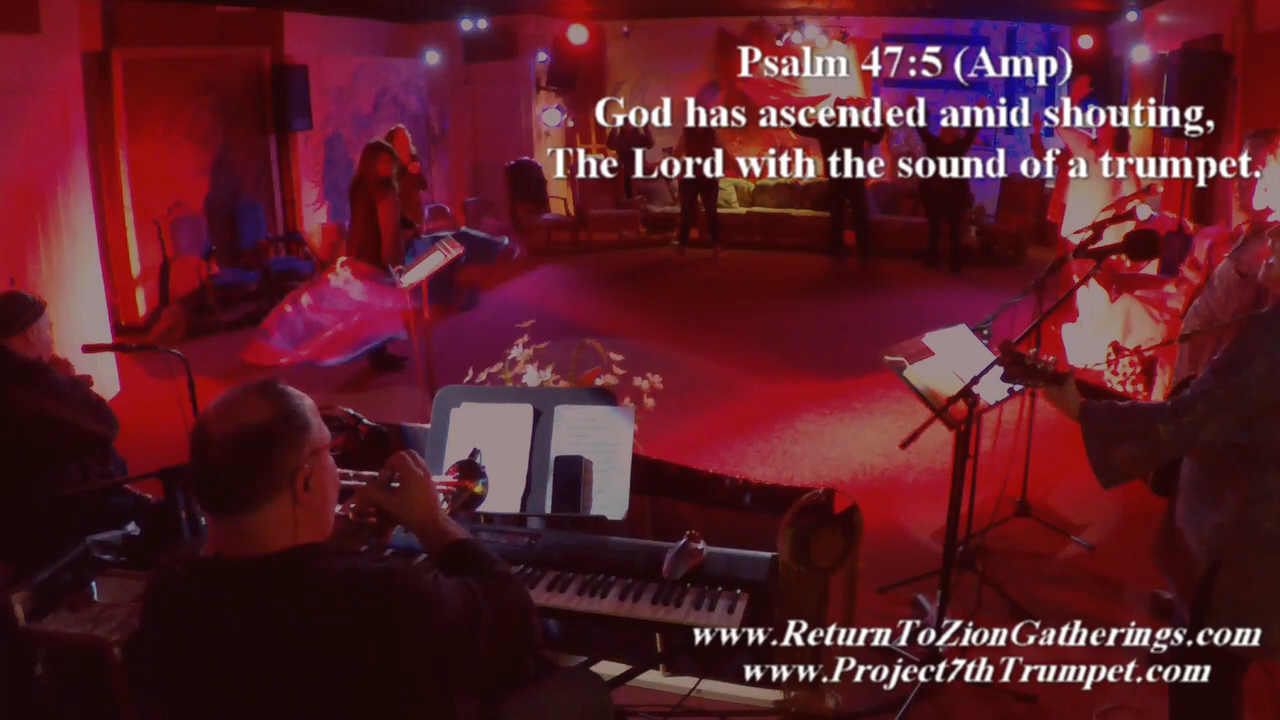 Psalm 47:5 (Amp)
God has ascended amid shouting,
The Lord with the sound of a trumpet.
www.ReturnToZionGatherings.com
www.Project7thTrumpet.com